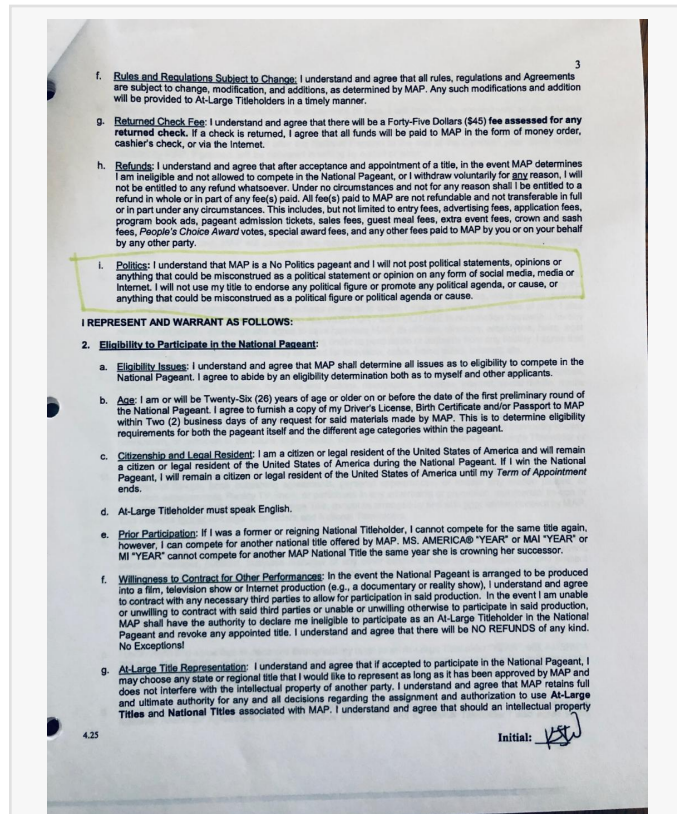 3
f. Rules and Regulations Subject to Change: I understand and agree that all rules, regulations and Agreements
are subject to change, modification, and additions, as determined by MAP. Any such modifications and addition
will be provided to At-Large Titleholders in a timely manner.
g. Returned Check Fee: I understand and agree that there will be a Forty-Five Dollars ($45) fee assessed for any
returned check. If a check is returned, I agree that all funds will be paid to MAP in the form of money order,
cashier's check, or via the Internet.
h. Refunds: I understand and agree that after acceptance and appointment of a title, in the event MAP determines
I am ineligible and not allowed to compete in the National Pageant, or I withdraw voluntarily for any reason, I will
not be entitled to any refund whatsoever. Under no circumstances and not for any reason shall I be entitled to a
refund in whole or in part of any fee(s) paid. All fee(s) paid to MAP are not refundable and not transferable in full
or in part under any circumstances. This includes, but not limited to entry fees, advertising fees, application fees,
program book ads, pageant admission tickets, sales fees, guest meal fees, extra event fees, crown and sash
fees, People's Choice Award votes, special award fees, and any other fees paid to MAP by you or on your behalf
by any other party.
i. Politics: I understand that MAP is a No Politics pageant and I will not post political statements, opinions or
anything that could be misconstrued as a political statement or opinion on any form of social media, media or
Internet. I will not use my title to endorse any political figure or promote any political agenda, or cause, or
anything that could be misconstrued as a political figure or political agenda or cause.
I REPRESENT AND WARRANT AS FOLLOWS:
2. Eligibility to Participate in the National Pageant:
a. Eligibility Issues: I understand and agree that MAP shall determine all issues as to eligibility to compete in the
National Pageant. I agree to abide by an eligibility determination both as to myself and other applicants.
b. Age: I am or will be Twenty-Six (26) years of age or older on or before the date of the first preliminary round of
the National Pageant. I agree to furnish a copy of my Driver's License, Birth Certificate and/or Passport to MAP
within Two (2) business days of any request for said materials made by MAP. This is to determine eligibility
requirements for both the pageant itself and the different age categories within the pageant.
c. Citizenship and Legal Resident: I am a citizen or legal resident of the United States of America and will remain
a citizen or legal resident of the United States of America during the National Pageant. If I win the National
Pageant, I will remain a citizen or legal resident of the United States of America until my Term of Appointment
ends.
d. At-Large Titleholder must speak English.
e. Prior Participation: If I was a former or reigning National Titleholder, I cannot compete for the same title again,
however, I can compete for another national title offered by MAP. MS. AMERICA® "YEAR" or MAI "YEAR" or
MI "YEAR" cannot compete for another MAP National Title the same year she is crowning her successor.
f. Willingness to Contract for Other Performances: In the event the National Pageant is arranged to be produced
into a film, television show or Internet production (e.g., a documentary or reality show), I understand and agree
to contract with any necessary third parties to allow for participation in said production. In the event I am unable
or unwilling to contract with said third parties or unable or unwilling otherwise to participate in said production,
MAP shall have the authority to declare me ineligible to participate as an At-Large Titleholder in the National
Pageant and revoke any appointed title. I understand and agree that there will be NO REFUNDS of any kind.
No Exceptions!
g. At-Large Title Representation: I understand and agree that if accepted to participate in the National Pageant, I
may choose any state or regional title that I would like to represent as long as it has been approved by MAP and
does not interfere with the intellectual property of another party. I understand and agree that MAP retains full
and ultimate authority for any and all decisions regarding the assignment and authorization to use At-Large
Titles and National Titles associated with MAP. I understand and agree that should an intellectual property
4.25
Initial: